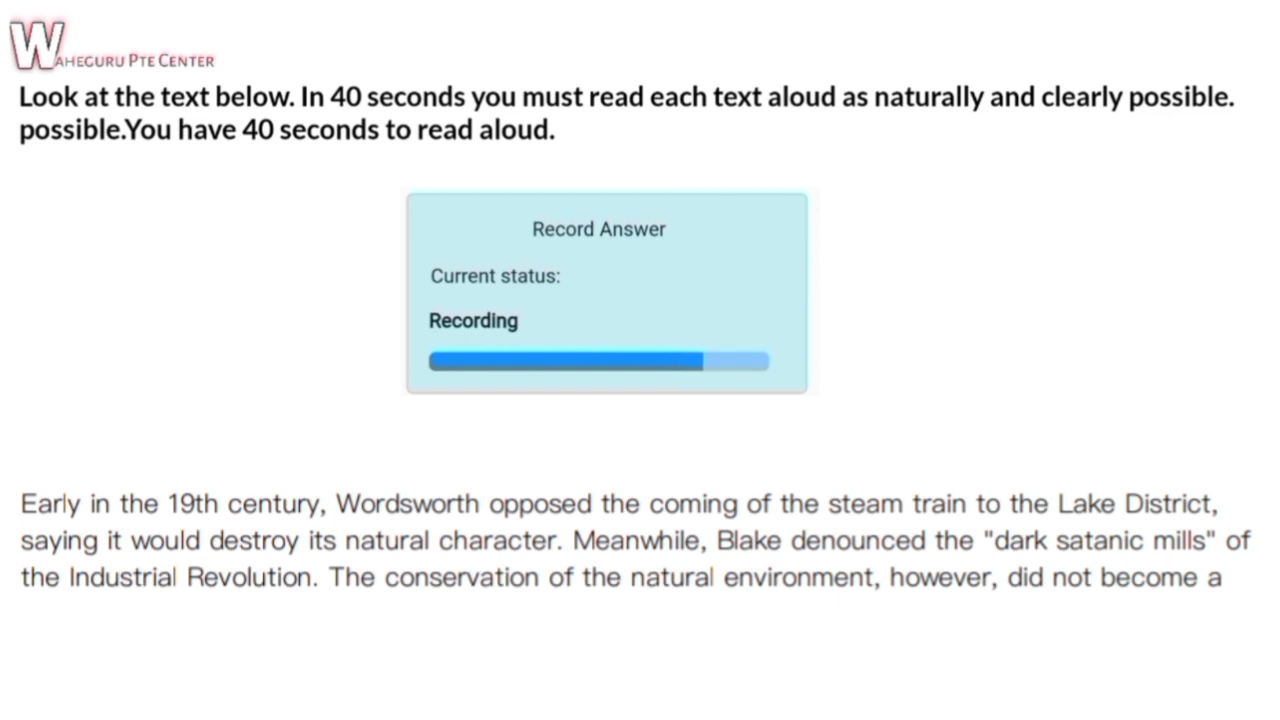 WAHEGURU PTE CENTER
Look at the text below. In 40 seconds you must read each text aloud as naturally and clearly possible.
possible.You have 40 seconds to read aloud.
Record Answer
Current status:
Recording
Early in the 19th century, Wordsworth opposed the coming of the steam train to the Lake District,
saying it would destroy its natural character. Meanwhile, Blake denounced the "dark satanic mills" of
the Industrial Revolution. The conservation of the natural environment, however, did not become a